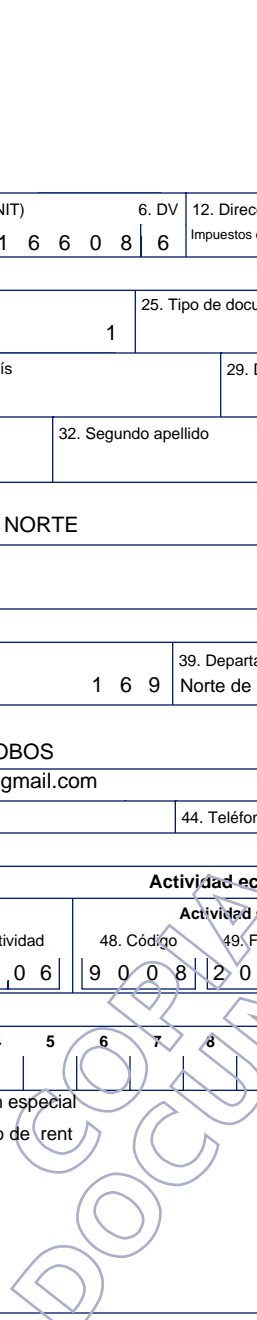 NIT) 6. DV 12. Direc
1 6 6 0 8 6 Impuestos
1 25. Tipo de docu
ís 29. D
32. Segundo apellido
NORTE
39. Departa
1 6 9 Norte de
OBOS
gmail.com
44. Teléfon
Actividad ec
Actividad
tividad 48. Código 49. F
0 6 9 0 0 8 2 0
5 6 7 8
n especial
o de rent
COPIA
DOCUM